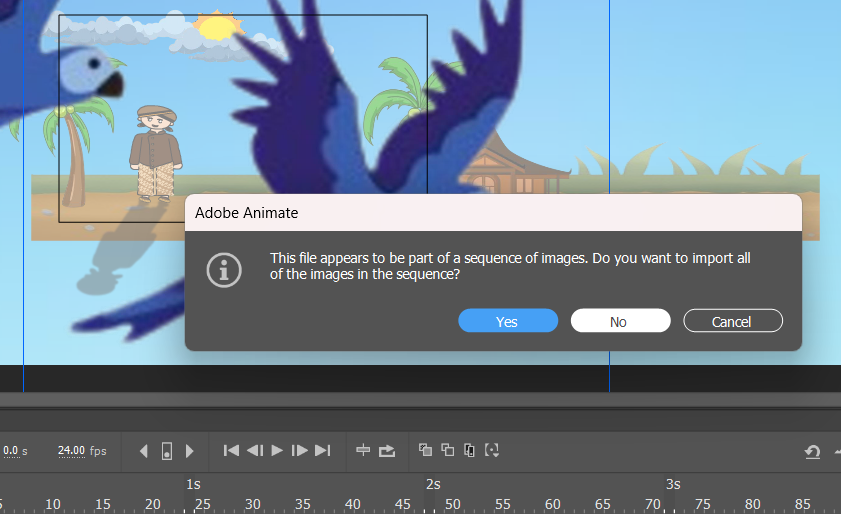 Adobe Animate
This file appears to be part of a sequence of images. Do you want to import all
of the images in the sequence?
Yes No Cancel
0.0 s 24.00 fps
1s 2s 3s
5 10 15 20 25 30 35 40 45 50 55 60 65 70 75 80 85